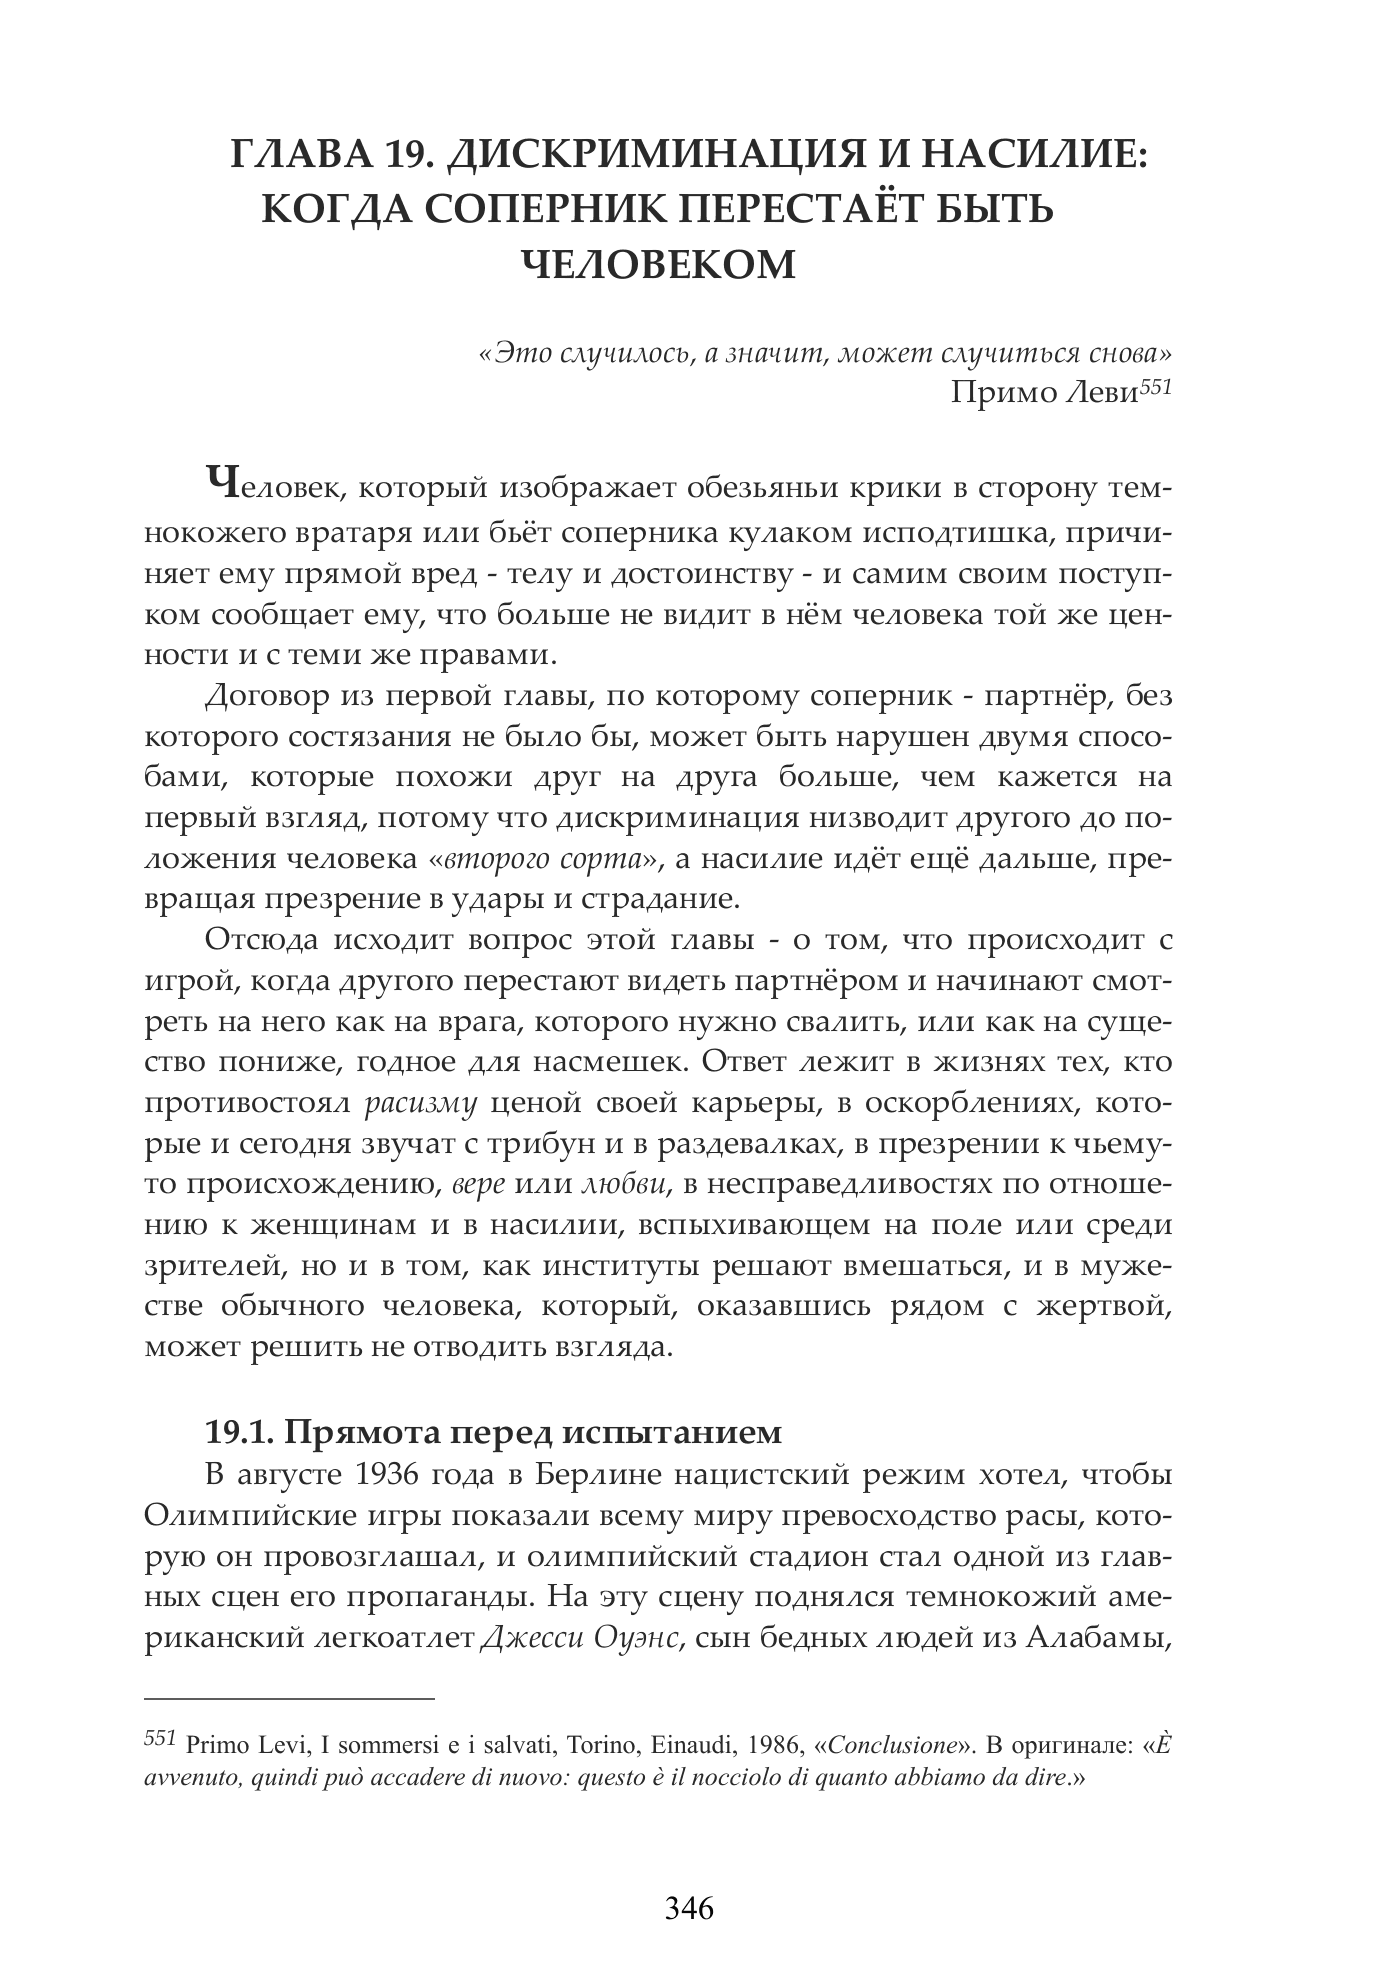 ГЛАВА 19. ДИСКРИМИНАЦИЯ И НАСИЛИЕ:
КОГДА СОПЕРНИК ПЕРЕСТАЁТ БЫТЬ
ЧЕЛОВЕКОМ
«Это случилось, а значит, может случиться снова»
Примо Леви551
Человек, который изображает обезьяньи крики в сторону тем-
нокожего вратаря или бьёт соперника кулаком исподтишка, причи-
няет ему прямой вред - телу и достоинству - и самим своим поступ-
ком сообщает ему, что больше не видит в нём человека той же цен-
ности и с теми же правами.
Договор из первой главы, по которому соперник - партнёр, без
которого состязания не было бы, может быть нарушен двумя спосо-
бами, которые похожи друг на друга больше, чем кажется на
первый взгляд, потому что дискриминация низводит другого до по-
ложения человека «второго сорта», а насилие идёт ещё дальше, пре-
вращая презрение в удары и страдание.
Отсюда исходит вопрос этой главы - о том, что происходит с
игрой, когда другого перестают видеть партнёром и начинают смот-
реть на него как на врага, которого нужно свалить, или как на суще-
ство пониже, годное для насмешек. Ответ лежит в жизнях тех, кто
противостоял расизму ценой своей карьеры, в оскорблениях, кото-
рые и сегодня звучат с трибун и в раздевалках, в презрении к чьему-
то происхождению, вере или любви, в несправедливостях по отноше-
нию к женщинам и в насилии, вспыхивающем на поле или среди
зрителей, но и в том, как институты решают вмешаться, и в муже-
стве обычного человека, который, оказавшись рядом с жертвой,
может решить не отводить взгляда.
19.1. Прямота перед испытанием
В августе 1936 года в Берлине нацистский режим хотел, чтобы
Олимпийские игры показали всему миру превосходство расы, кото-
рую он провозглашал, и олимпийский стадион стал одной из глав-
ных сцен его пропаганды. На эту сцену поднялся темнокожий аме-
риканский легкоатлет Джесси Оуэнс, сын бедных людей из Алабамы,
551 Primo Levi, I sommersi e i salvati, Torino, Einaudi, 1986, «Conclusione». В оригинале: «È
avvenuto, quindi può accadere di nuovo: questo è il nocciolo di quanto abbiamo da dire.»
346